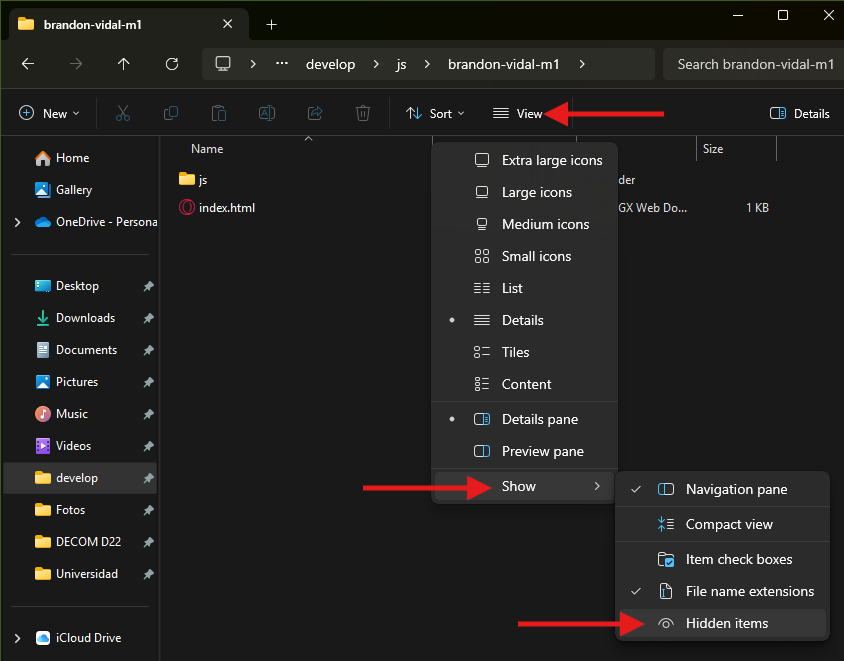 brandon-vidal-m1
develop
js
brandon-vidal-m1
Search brandon-vidal-m1
New
Sort
View
Details
Name
Size
js
der
index.html
GX Web Do...
1 KB
Home
Gallery
OneDrive - Persona
Desktop
Downloads
Documents
Pictures
Music
Videos
develop
Fotos
DECOM D22
Universidad
iCloud Drive
Extra large icons
Large icons
Medium icons
Small icons
List
Details
Tiles
Content
Details pane
Preview pane
Show
Navigation pane
Compact view
Item check boxes
File name extensions
Hidden items